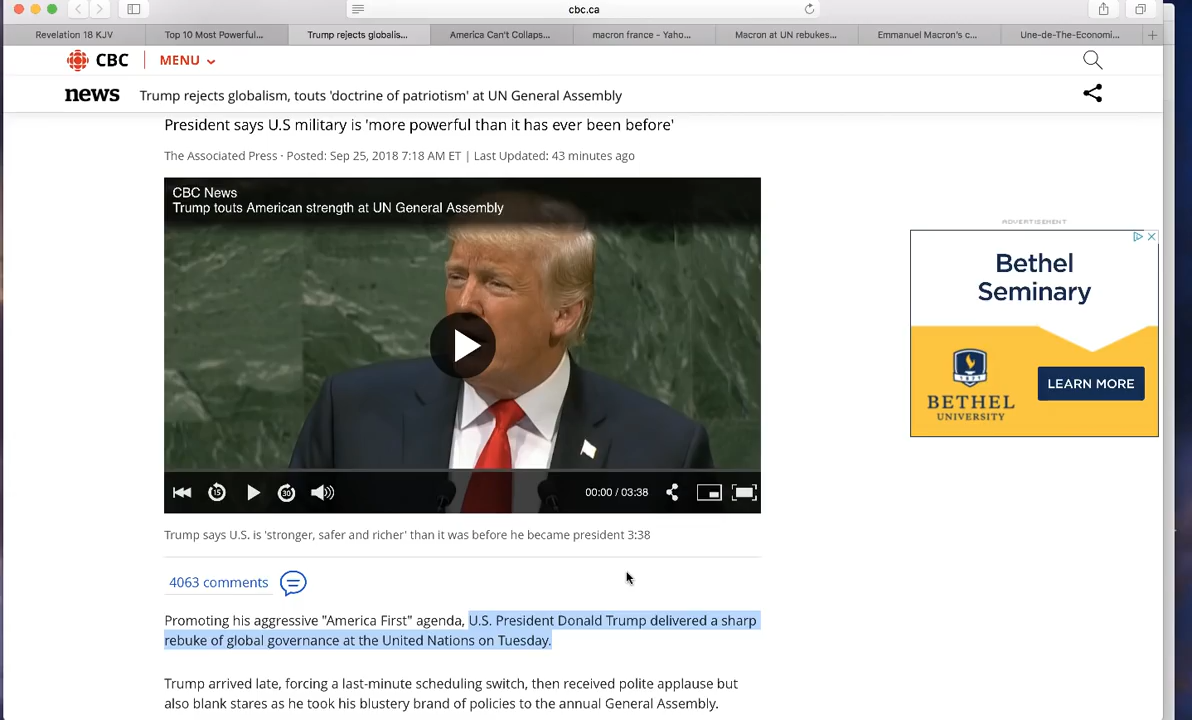 cbc.ca
Revelation 18 KJV
Top 10 Most Powerful...
Trump rejects globalis...
America Can't Collaps...
macron france - Yaho...
Macron at UN rebukes...
Emmanuel Macron's c...
Une-de-The-Economi...
CBC
MENU
news
Trump rejects globalism, touts 'doctrine of patriotism' at UN General Assembly
President says U.S military is 'more powerful than it has ever been before'
The Associated Press · Posted: Sep 25, 2018 7:18 AM ET | Last Updated: 43 minutes ago
CBC News
Trump touts American strength at UN General Assembly
15
30
00:00 / 03:38
Trump says U.S. is 'stronger, safer and richer' than it was before he became president 3:38
4063 comments
Promoting his aggressive "America First" agenda, U.S. President Donald Trump delivered a sharp
rebuke of global governance at the United Nations on Tuesday.
Trump arrived late, forcing a last-minute scheduling switch, then received polite applause but
also blank stares as he took his blustery brand of policies to the annual General Assembly.
ADVERTISEMENT
Bethel
Seminary
BETHEL
UNIVERSITY
LEARN MORE